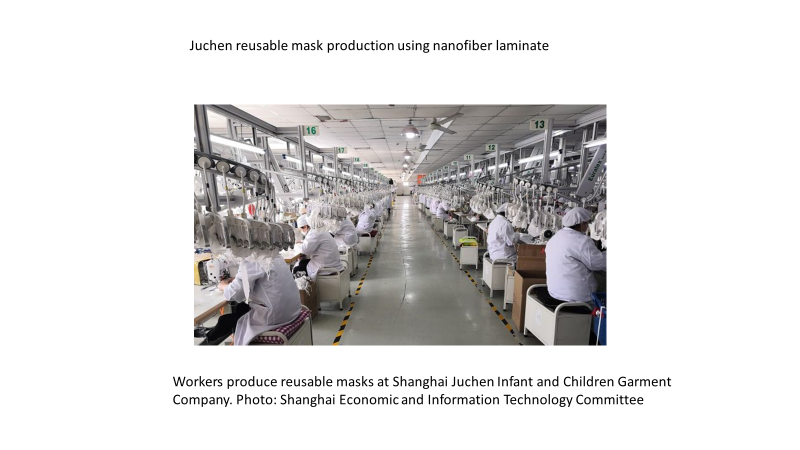 Juchen reusable mask production using nanofiber laminate
16
17
13
12
11
Workers produce reusable masks at Shanghai Juchen Infant and Children Garment
Company. Photo: Shanghai Economic and Information Technology Committee